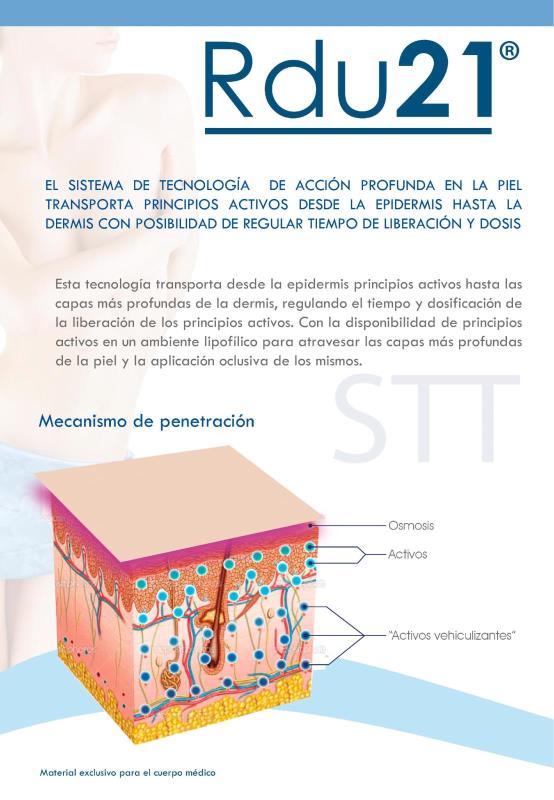 Rdu21®
EL SISTEMA DE TECNOLOGÍA DE ACCIÓN PROFUNDA EN LA PIEL
TRANSPORTA PRINCIPIOS ACTIVOS DESDE LA EPIDERMIS HASTA LA
DERMIS CON POSIBILIDAD DE REGULAR TIEMPO DE LIBERACIÓN Y DOSIS
Esta tecnología transporta desde la epidermis principios activos hasta las
capas más profundas de la dermis, regulando el tiempo y dosificación de
la liberación de los principios activos. Con la disponibilidad de principios
activos en un ambiente lipofílico para atravesar las capas más profundas
de la piel y la aplicación oclusiva de los mismos.
STT
Mecanismo de penetración
Osmosis
Activos
“Activos vehiculizantes”
Material exclusivo para el cuerpo médico